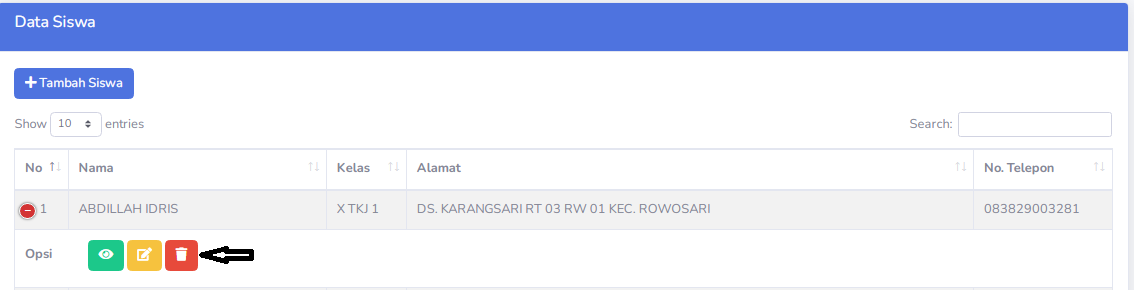 Data Siswa
Tambah Siswa
Show 10 entries Search:
No Nama Kelas Alamat No. Telepon
1 ABDILLAH IDRIS X TKJ 1 DS. KARANGSARI RT 03 RW 01 KEC. ROWOSARI 083829003281
Opsi